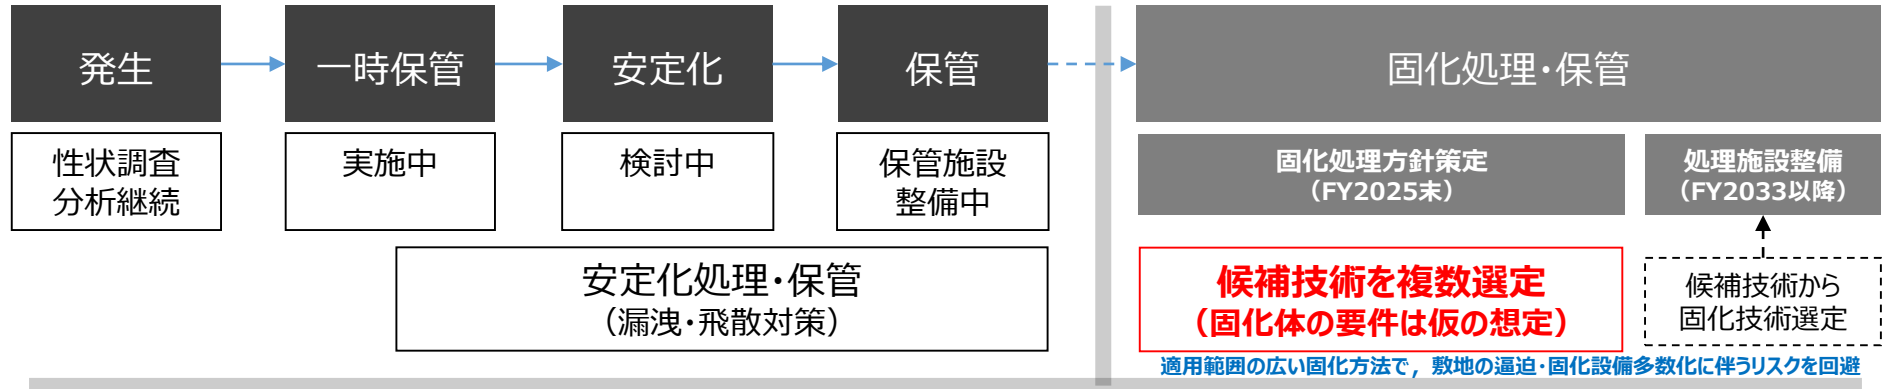 発生
一時保管
安定化
保管
固化処理・保管
性状調査
分析継続
実施中
検討中
保管施設
整備中
固化処理方針策定
（FY2025末）
処理施設整備
（FY2033以降）
安定化処理・保管
（漏洩・飛散対策）
候補技術を複数選定
（固化体の要件は仮の想定）
候補技術から
固化技術選定
適用範囲の広い固化方法で，敷地の逼迫・固化設備多数化に伴うリスクを回避